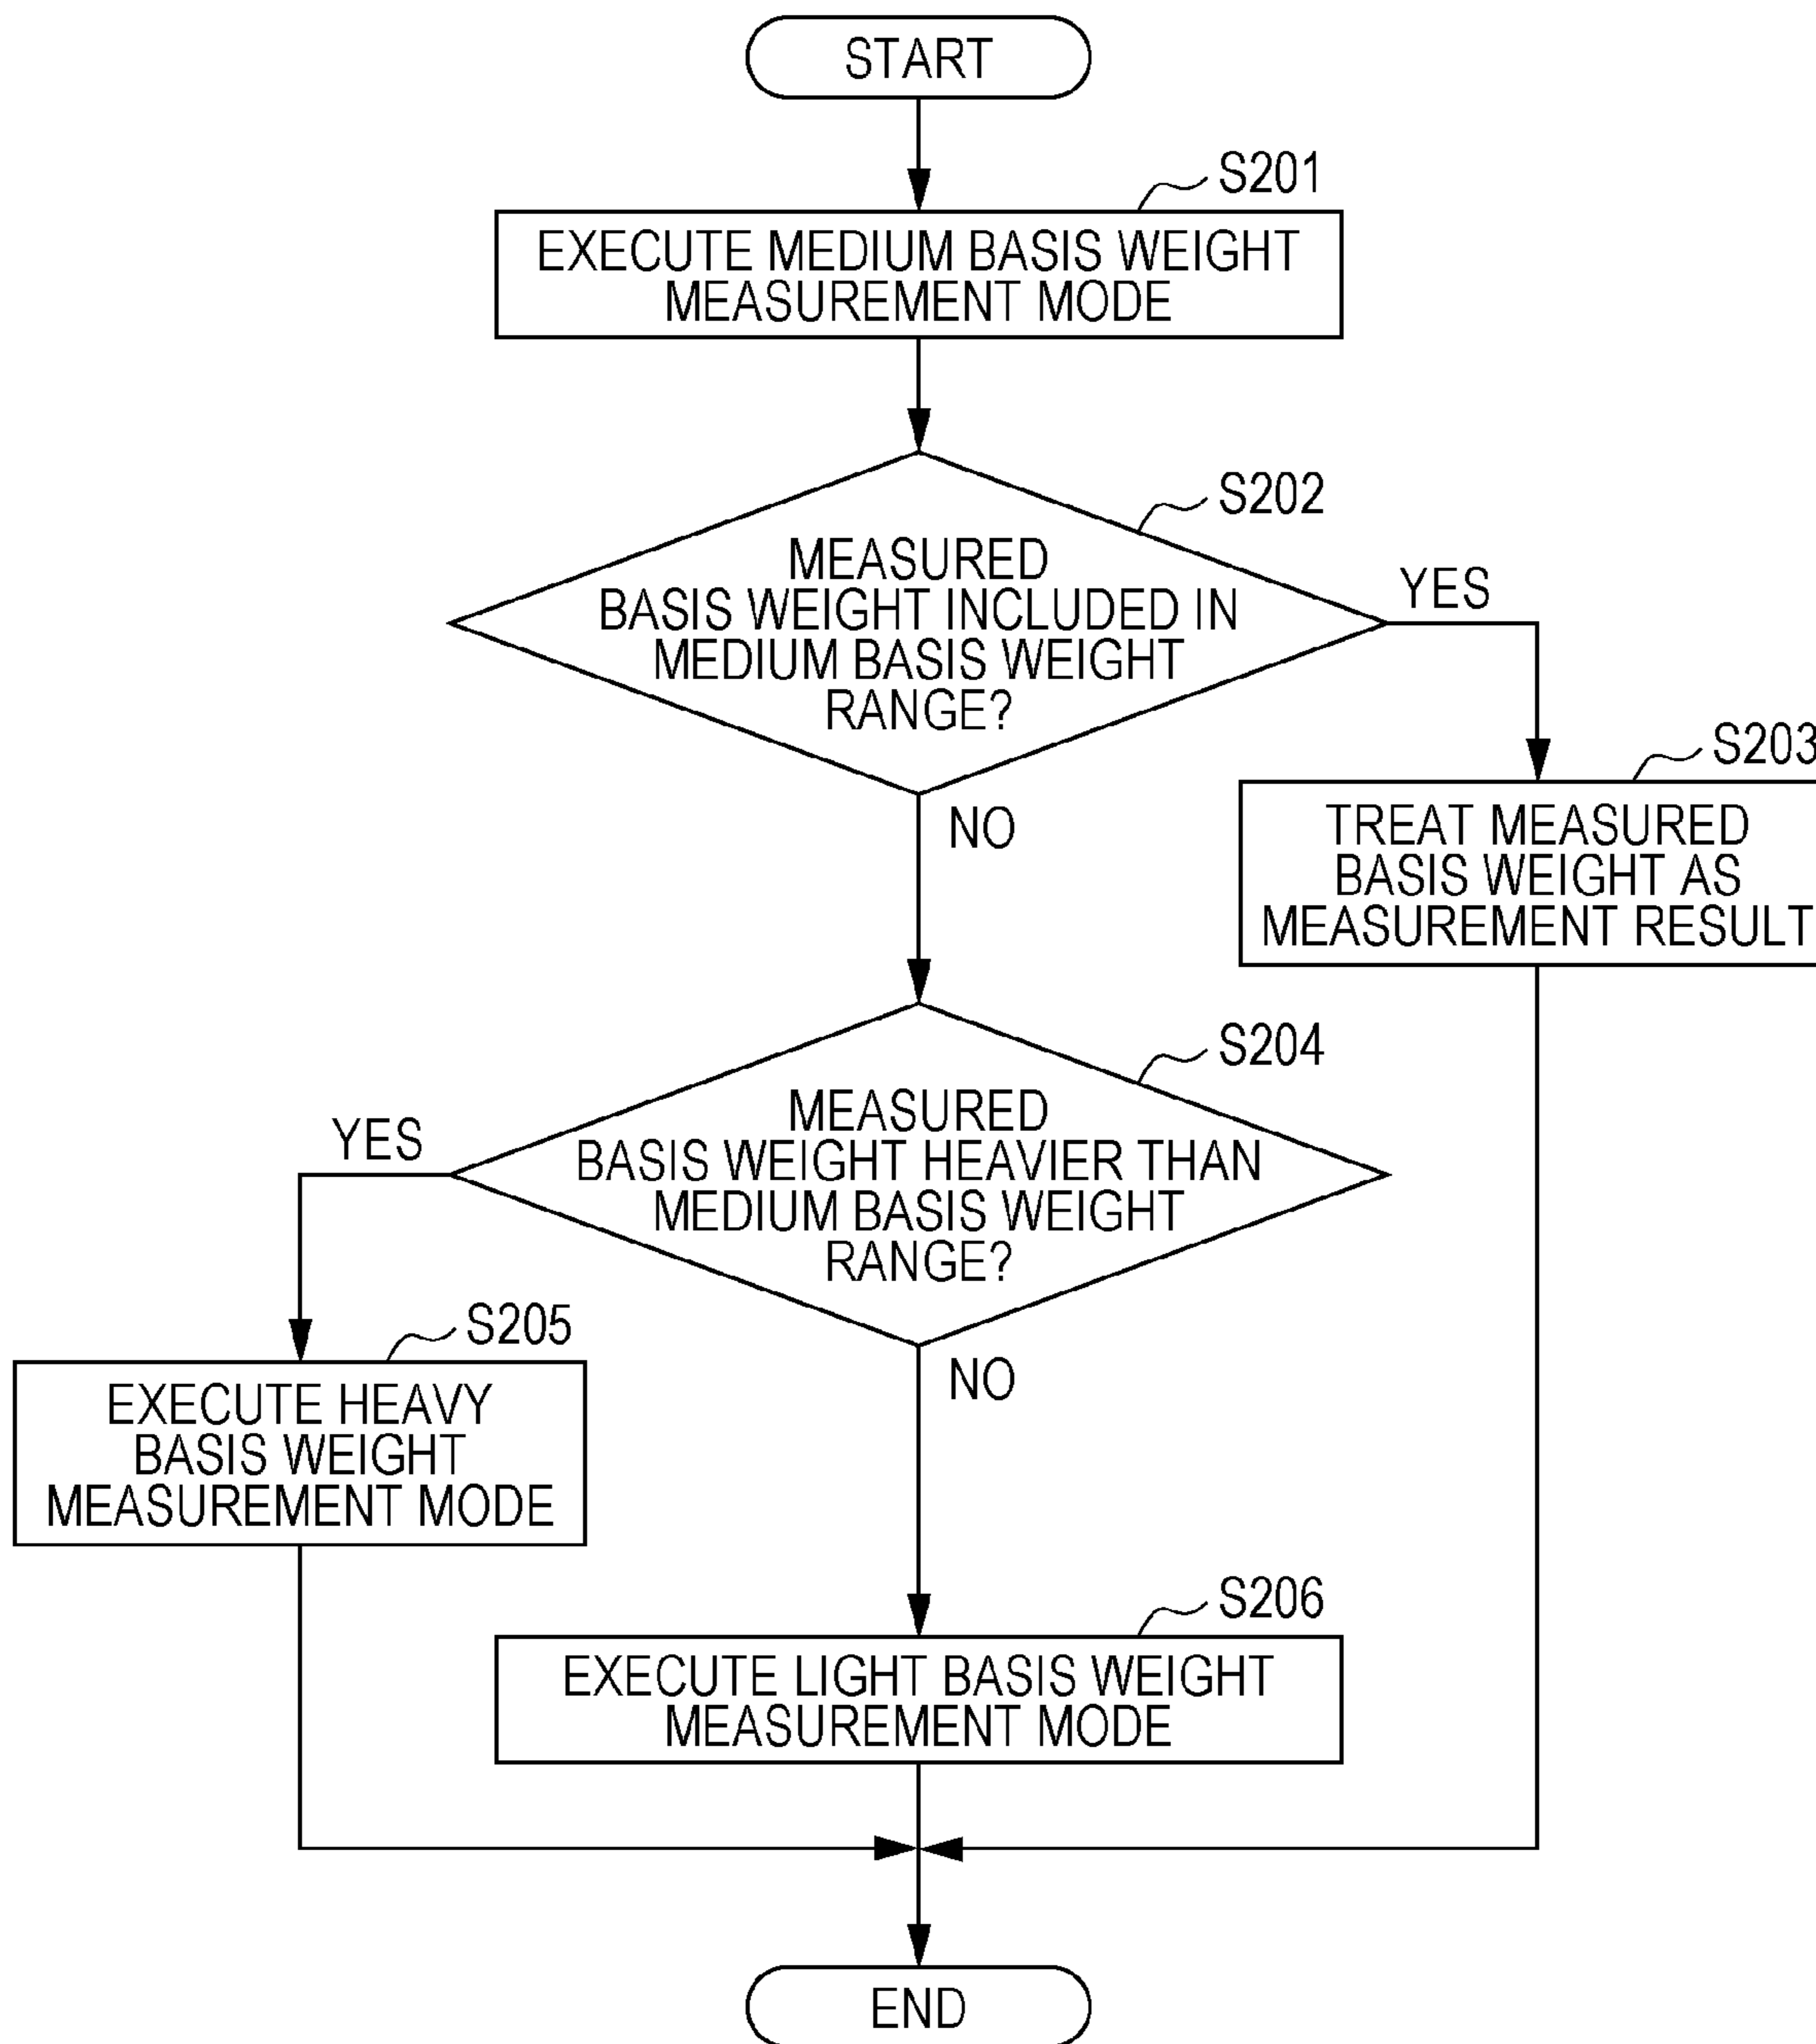 START
S201
EXECUTE MEDIUM BASIS WEIGHT
MEASUREMENT MODE
S202
MEASURED
BASIS WEIGHT INCLUDED IN
MEDIUM BASIS WEIGHT
RANGE?
YES
NO
S203
TREAT MEASURED
BASIS WEIGHT AS
MEASUREMENT RESULT
S204
MEASURED
BASIS WEIGHT HEAVIER THAN
MEDIUM BASIS WEIGHT
RANGE?
YES
NO
S205
EXECUTE HEAVY
BASIS WEIGHT
MEASUREMENT MODE
S206
EXECUTE LIGHT BASIS WEIGHT
MEASUREMENT MODE
END